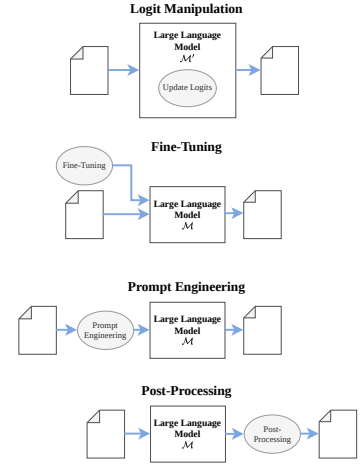 Logit Manipulation
Large Language
Model
M′
Update Logits
Fine-Tuning
Fine-Tuning
Large Language
Model
M
Prompt Engineering
Prompt
Engineering
Large Language
Model
M
Post-Processing
Large Language
Model
M
Post-
Processing